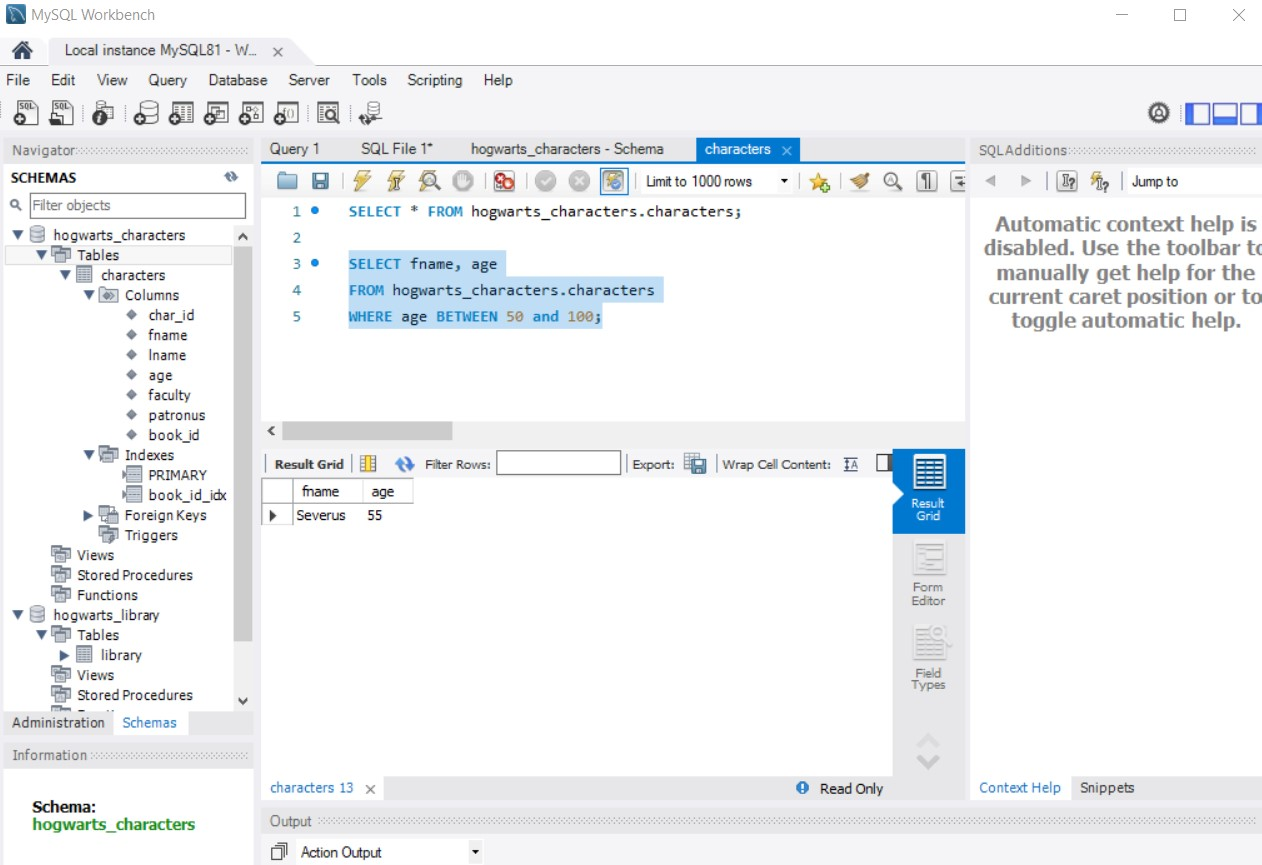 MySQL Workbench
Local instance MySQL81 - W...
File Edit View Query Database Server Tools Scripting Help
Navigator
SCHEMAS
Filter objects
hogwarts_characters
Tables
characters
Columns
char_id
fname
lname
age
faculty
patronus
book_id
Indexes
PRIMARY
book_id_idx
Foreign Keys
Triggers
Views
Stored Procedures
Functions
hogwarts_library
Tables
library
Views
Stored Procedures
Administration Schemas
Information
Schema:
hogwarts_characters
Query 1 SQL File 1* hogwarts_characters - Schema characters
Limit to 1000 rows
1 SELECT * FROM hogwarts_characters.characters;
2
3 SELECT fname, age
4 FROM hogwarts_characters.characters
5 WHERE age BETWEEN 50 and 100;
Result Grid Filter Rows: Export: Wrap Cell Content:
fname age
Severus 55
Result
Grid
Form
Editor
Field
Types
characters 13 Read Only
Output
Action Output
SQLAdditions
Jump to
Automatic context help is
disabled. Use the toolbar to
manually get help for the
current caret position or to
toggle automatic help.
Context Help Snippets